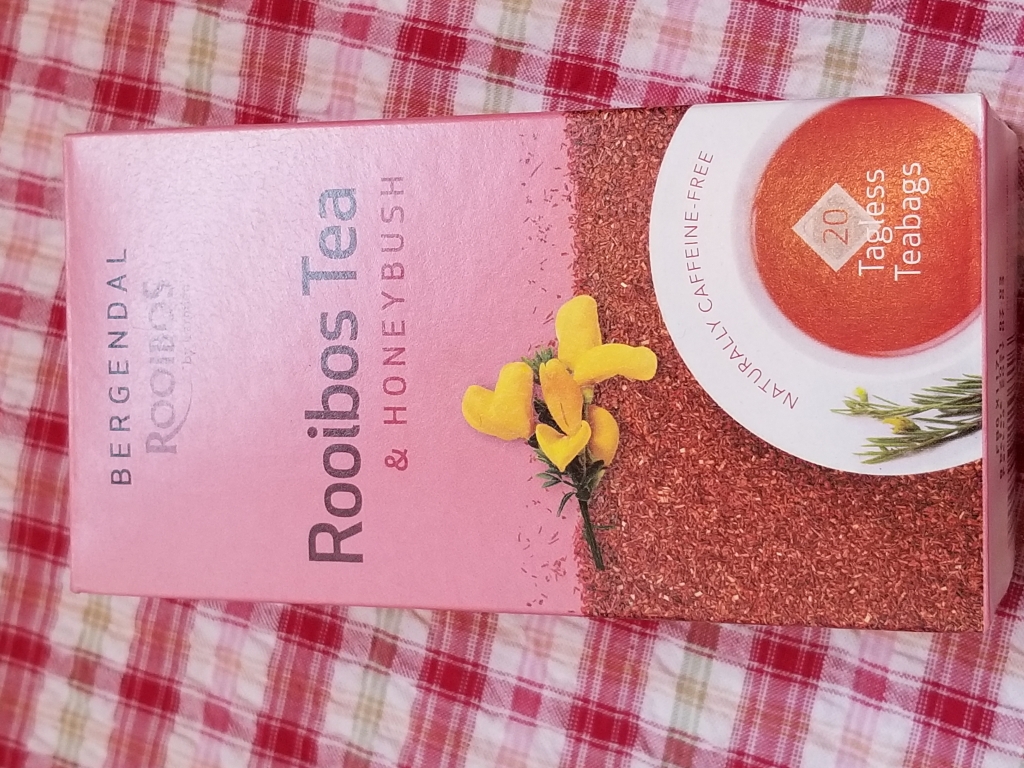 BERGENDAL
ROOIBOS
Rooibos Tea
& HONEYBUSH
NATURALLY CAFFEINE-FREE
20
Tagless
Teabags